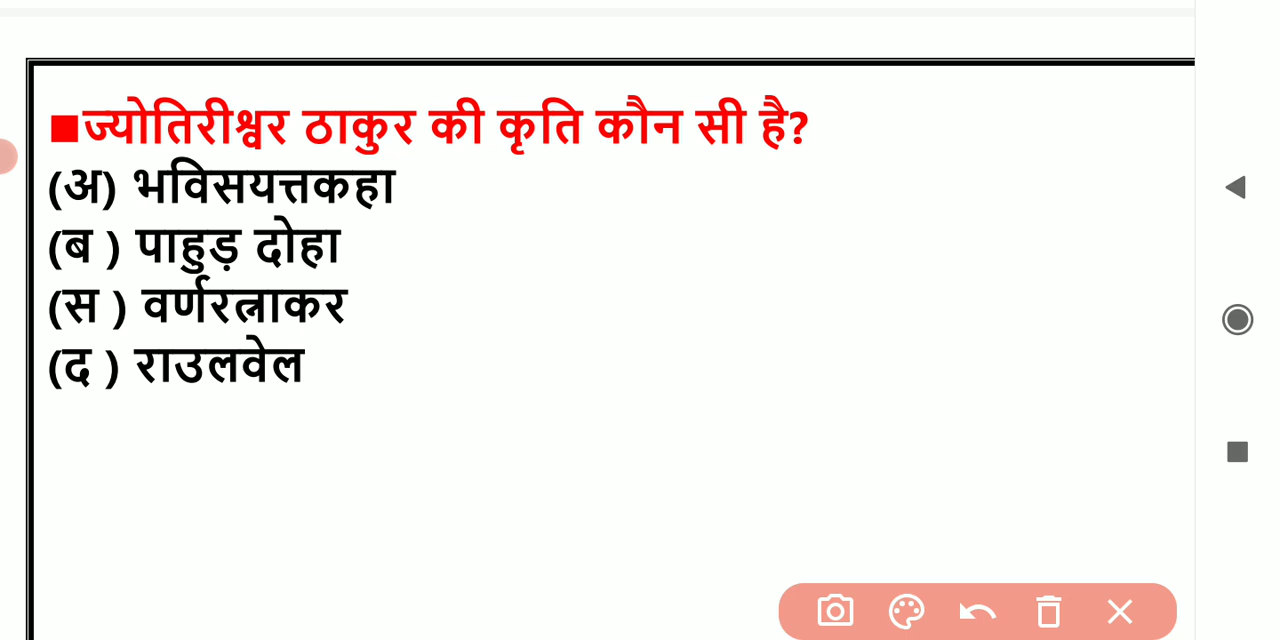 ■ज्योतिरीश्वर ठाकुर की कृति कौन सी है?
(अ) भविसयत्तकहा
(ब ) पाहुड़ दोहा
(स ) वर्णरत्नाकर
(द ) राउलवेल